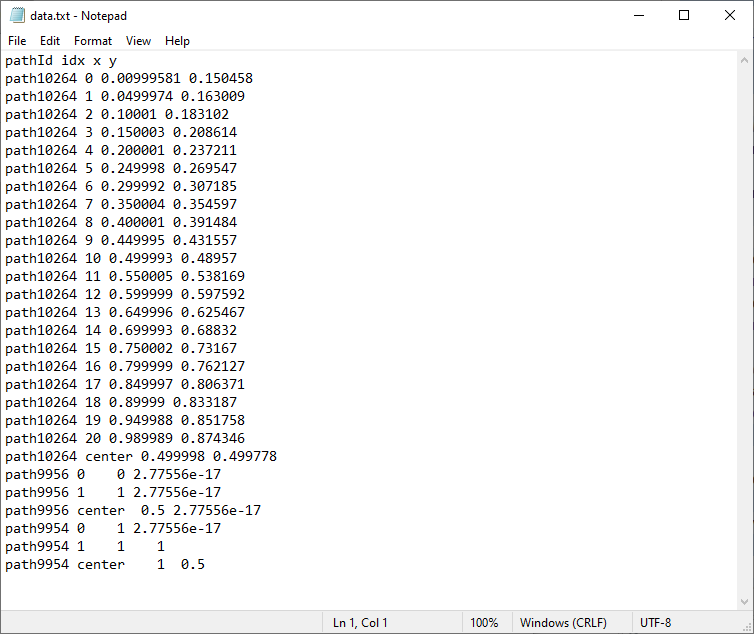 data.txt - Notepad
File Edit Format View Help
pathId idx x y
path10264 0 0.00999581 0.150458
path10264 1 0.0499974 0.163009
path10264 2 0.10001 0.183102
path10264 3 0.150003 0.208614
path10264 4 0.200001 0.237211
path10264 5 0.249998 0.269547
path10264 6 0.299992 0.307185
path10264 7 0.350004 0.354597
path10264 8 0.400001 0.391484
path10264 9 0.449995 0.431557
path10264 10 0.499993 0.48957
path10264 11 0.550005 0.538169
path10264 12 0.599999 0.597592
path10264 13 0.649996 0.625467
path10264 14 0.699993 0.68832
path10264 15 0.750002 0.73167
path10264 16 0.799999 0.762127
path10264 17 0.849997 0.806371
path10264 18 0.89999 0.833187
path10264 19 0.949988 0.851758
path10264 20 0.989989 0.874346
path10264 center 0.499998 0.499778
path9956 0    0 2.77556e-17
path9956 1    1 2.77556e-17
path9956 center  0.5 2.77556e-17
path9954 0    1 2.77556e-17
path9954 1    1    1
path9954 center    1  0.5
Ln 1, Col 1 100% Windows (CRLF) UTF-8